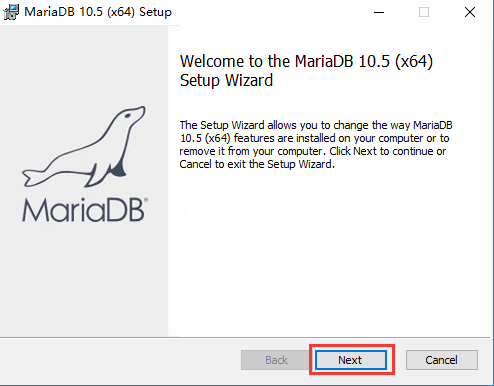 MariaDB 10.5 (x64) Setup
Welcome to the MariaDB 10.5 (x64)
Setup Wizard
The Setup Wizard allows you to change the way MariaDB
10.5 (x64) features are installed on your computer or to
remove it from your computer. Click Next to continue or
Cancel to exit the Setup Wizard.
MariaDB®
Back
Next
Cancel